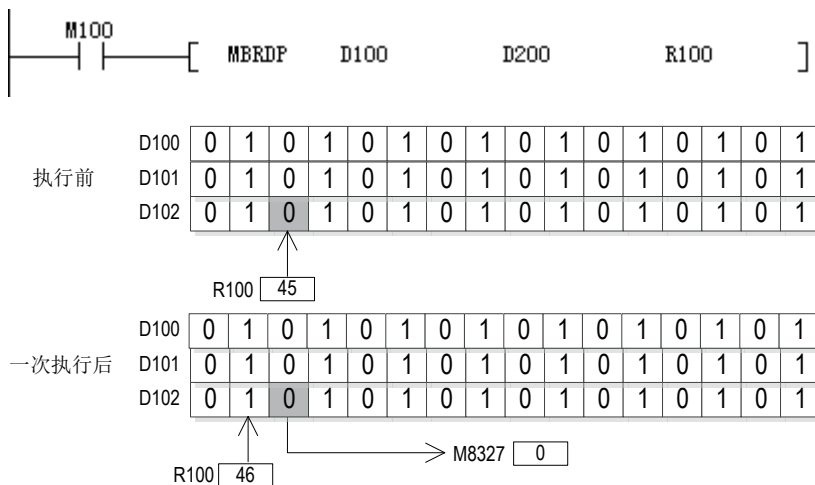 M100
[ MBRDP D100 D200 R100 ]
执行前
D100 0 1 0 1 0 1 0 1 0 1 0 1 0 1 0 1
D101 0 1 0 1 0 1 0 1 0 1 0 1 0 1 0 1
D102 0 1 0 1 0 1 0 1 0 1 0 1 0 1 0 1
R100 45
一次执行后
D100 0 1 0 1 0 1 0 1 0 1 0 1 0 1 0 1
D101 0 1 0 1 0 1 0 1 0 1 0 1 0 1 0 1
D102 0 1 0 1 0 1 0 1 0 1 0 1 0 1 0 1
M8327 0
R100 46